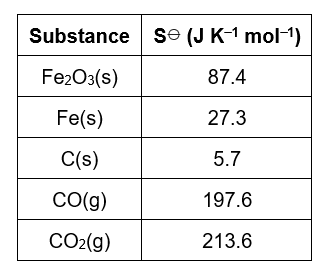 Substance S⊖ (J K⁻¹ mol⁻¹)
Fe₂O₃(s) 87.4
Fe(s) 27.3
C(s) 5.7
CO(g) 197.6
CO₂(g) 213.6